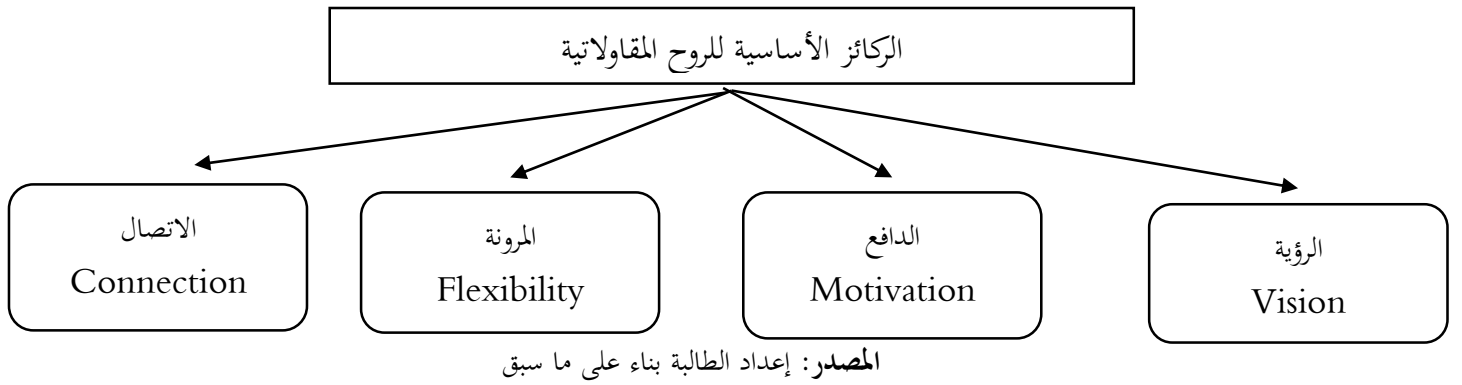 الركائز الأساسية للروح المقاولاتية
الرؤية
Vision
الدافع
Motivation
المرونة
Flexibility
الاتصال
Connection
المصدر: إعداد الطالبة بناء على ما سبق